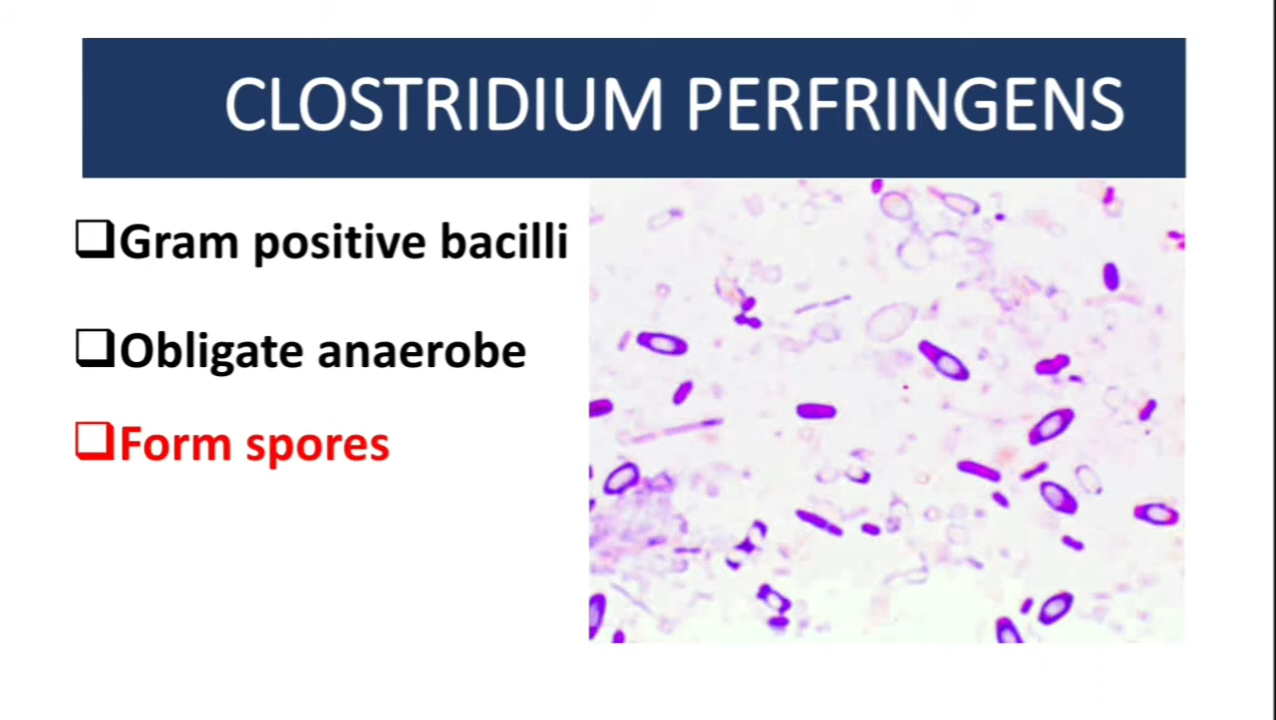 CLOSTRIDIUM PERFRINGENS
Gram positive bacilli
Obligate anaerobe
Form spores